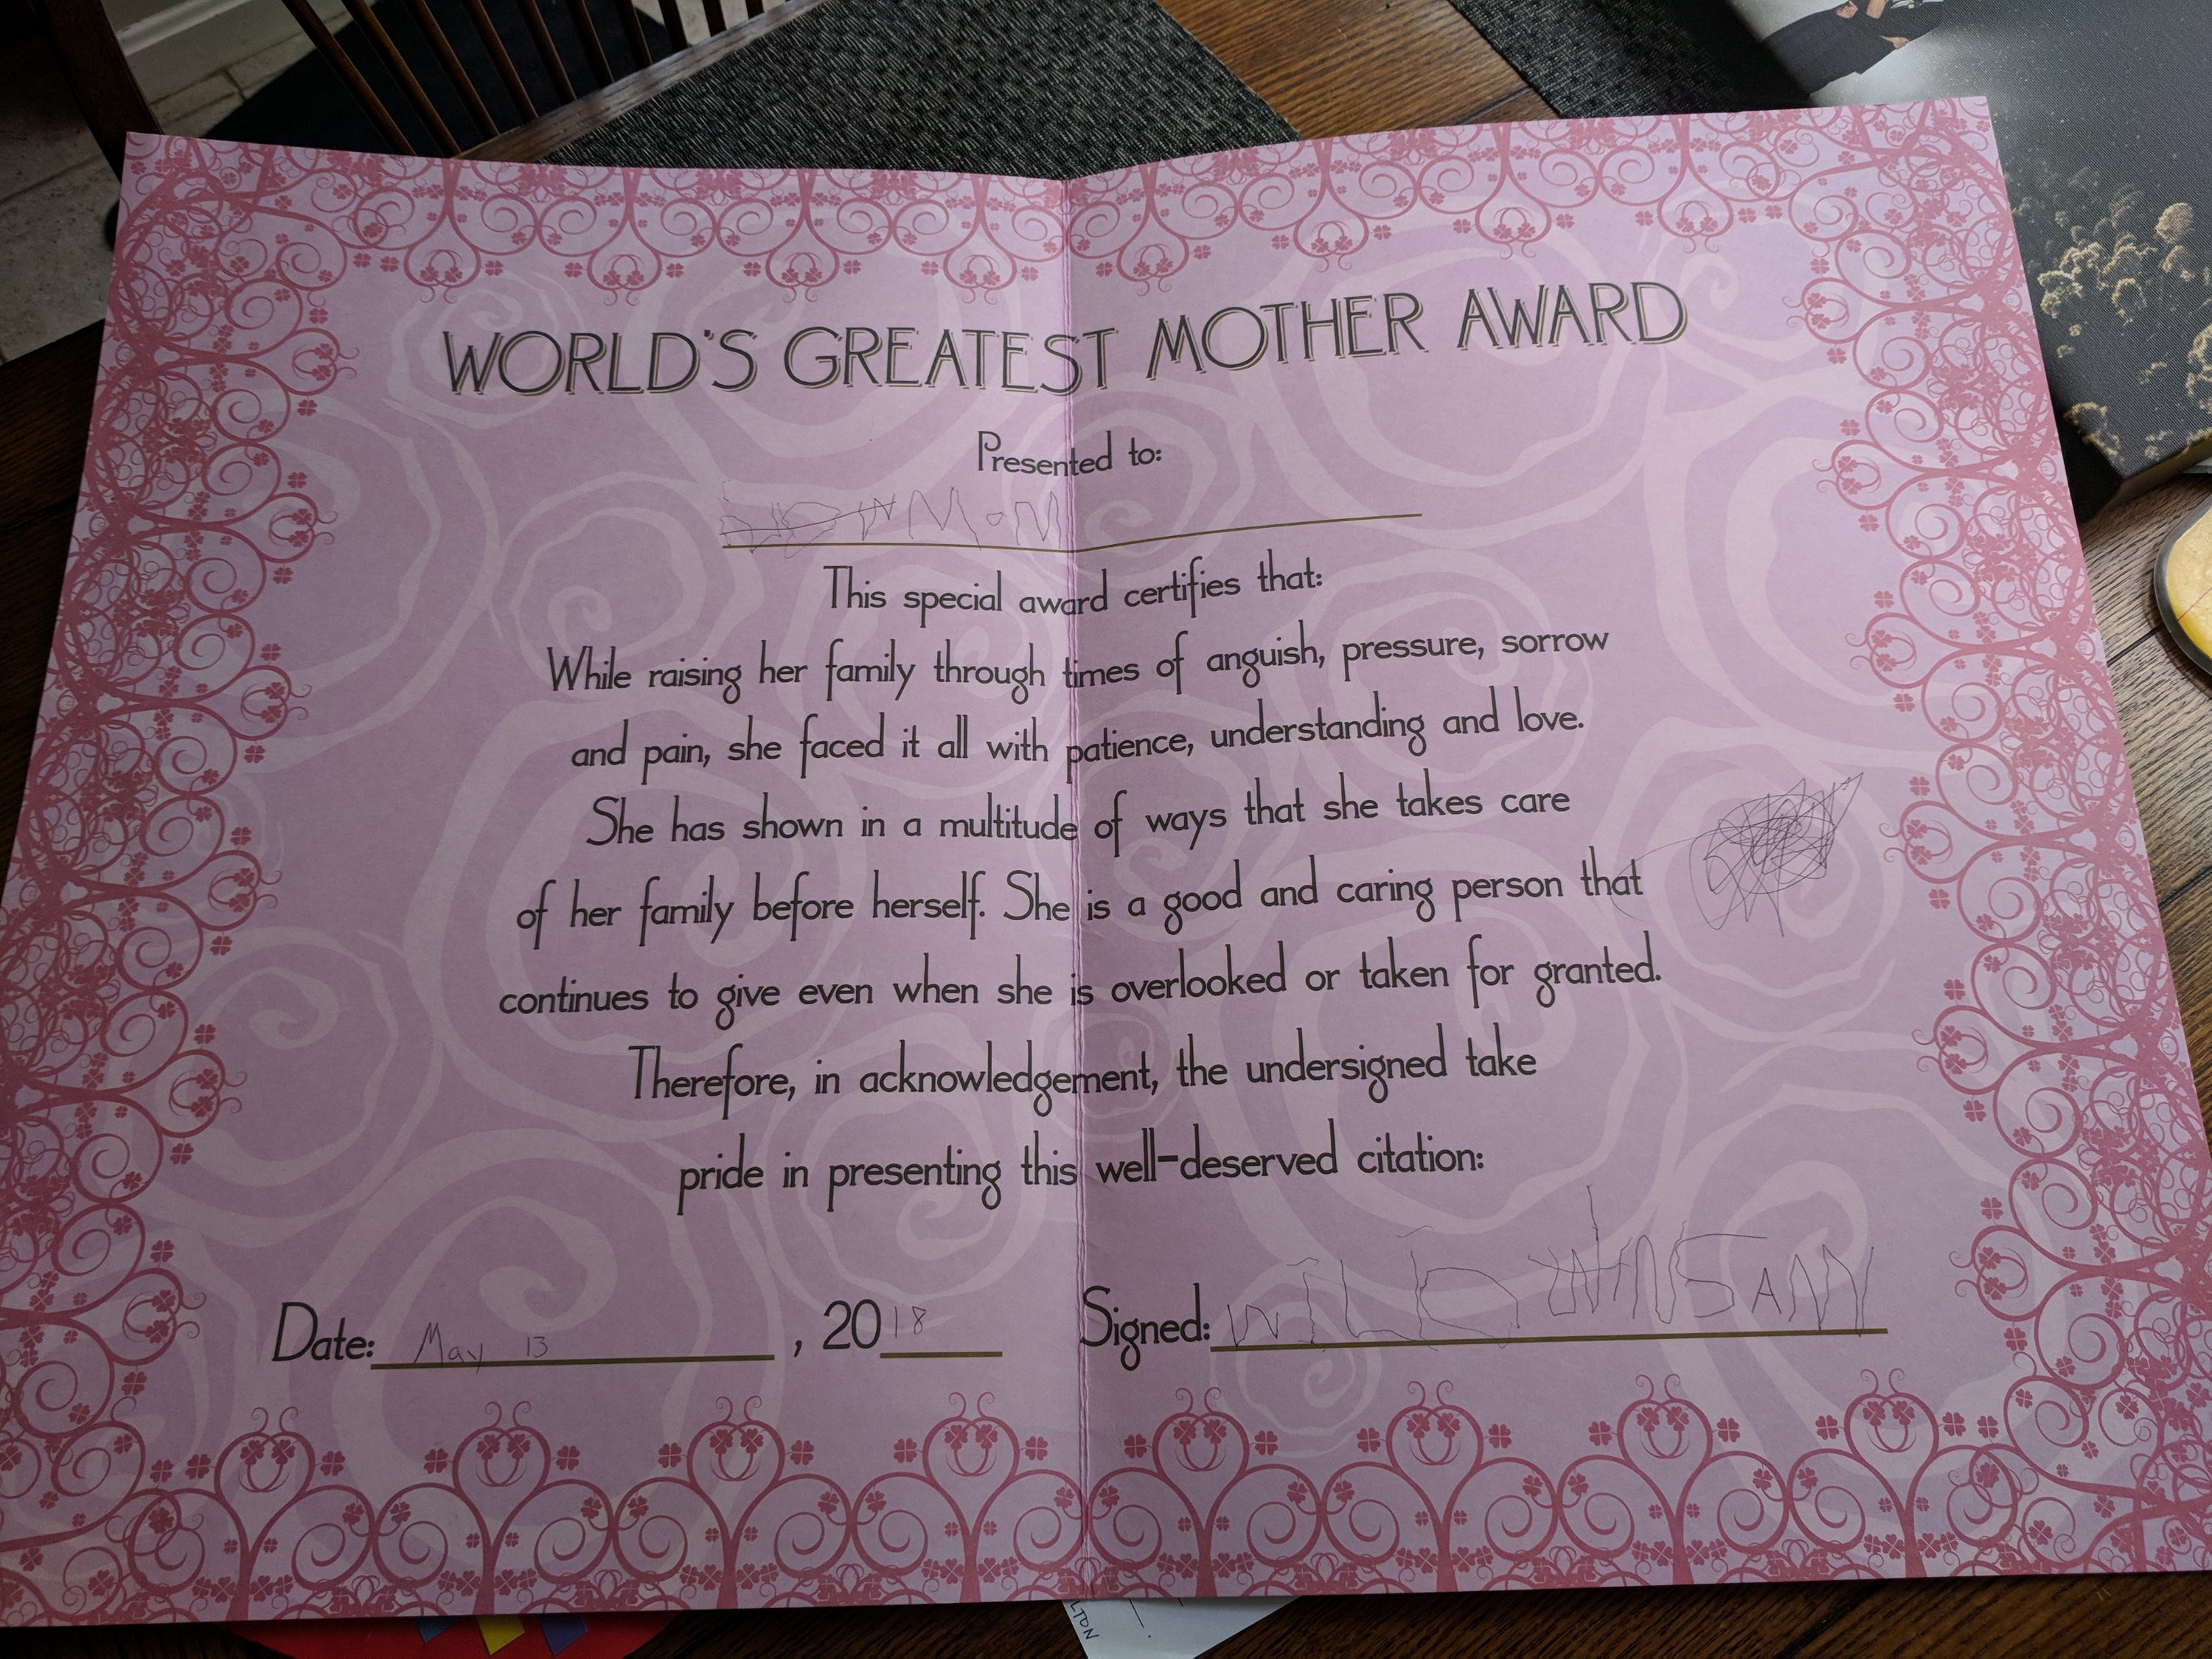 WORLD'S GREATEST MOTHER AWARD
Presented to:
MOM
This special award certifies that:
While raising her family through times of anguish, pressure, sorrow
and pain, she faced it all with patience, understanding and love.
She has shown in a multitude of ways that she takes care
of her family before herself. She is a good and caring person that
continues to give even when she is overlooked or taken for granted.
Therefore, in acknowledgement, the undersigned take
pride in presenting this well-deserved citation:
Date: May 13, 2018 Signed:
LTON